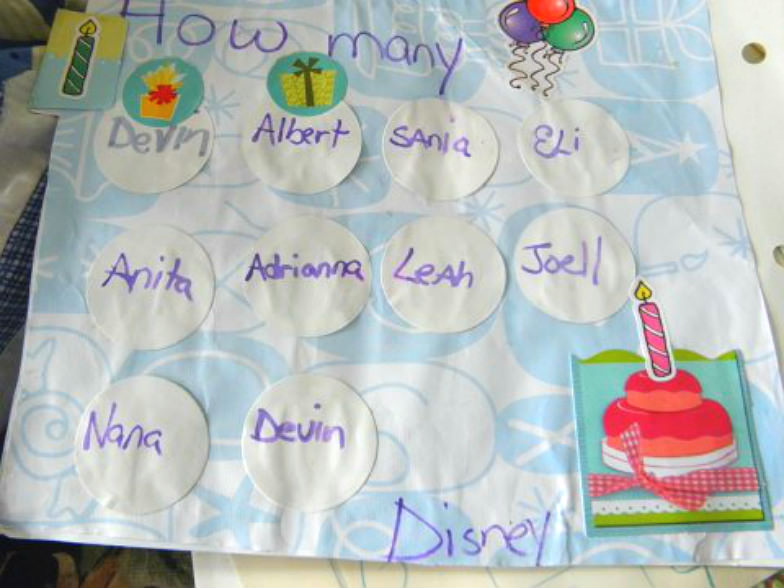 How many
Devin Albert SAnia ELi
Anita Adrianna LeAh Joell
Nana Devin
Disney